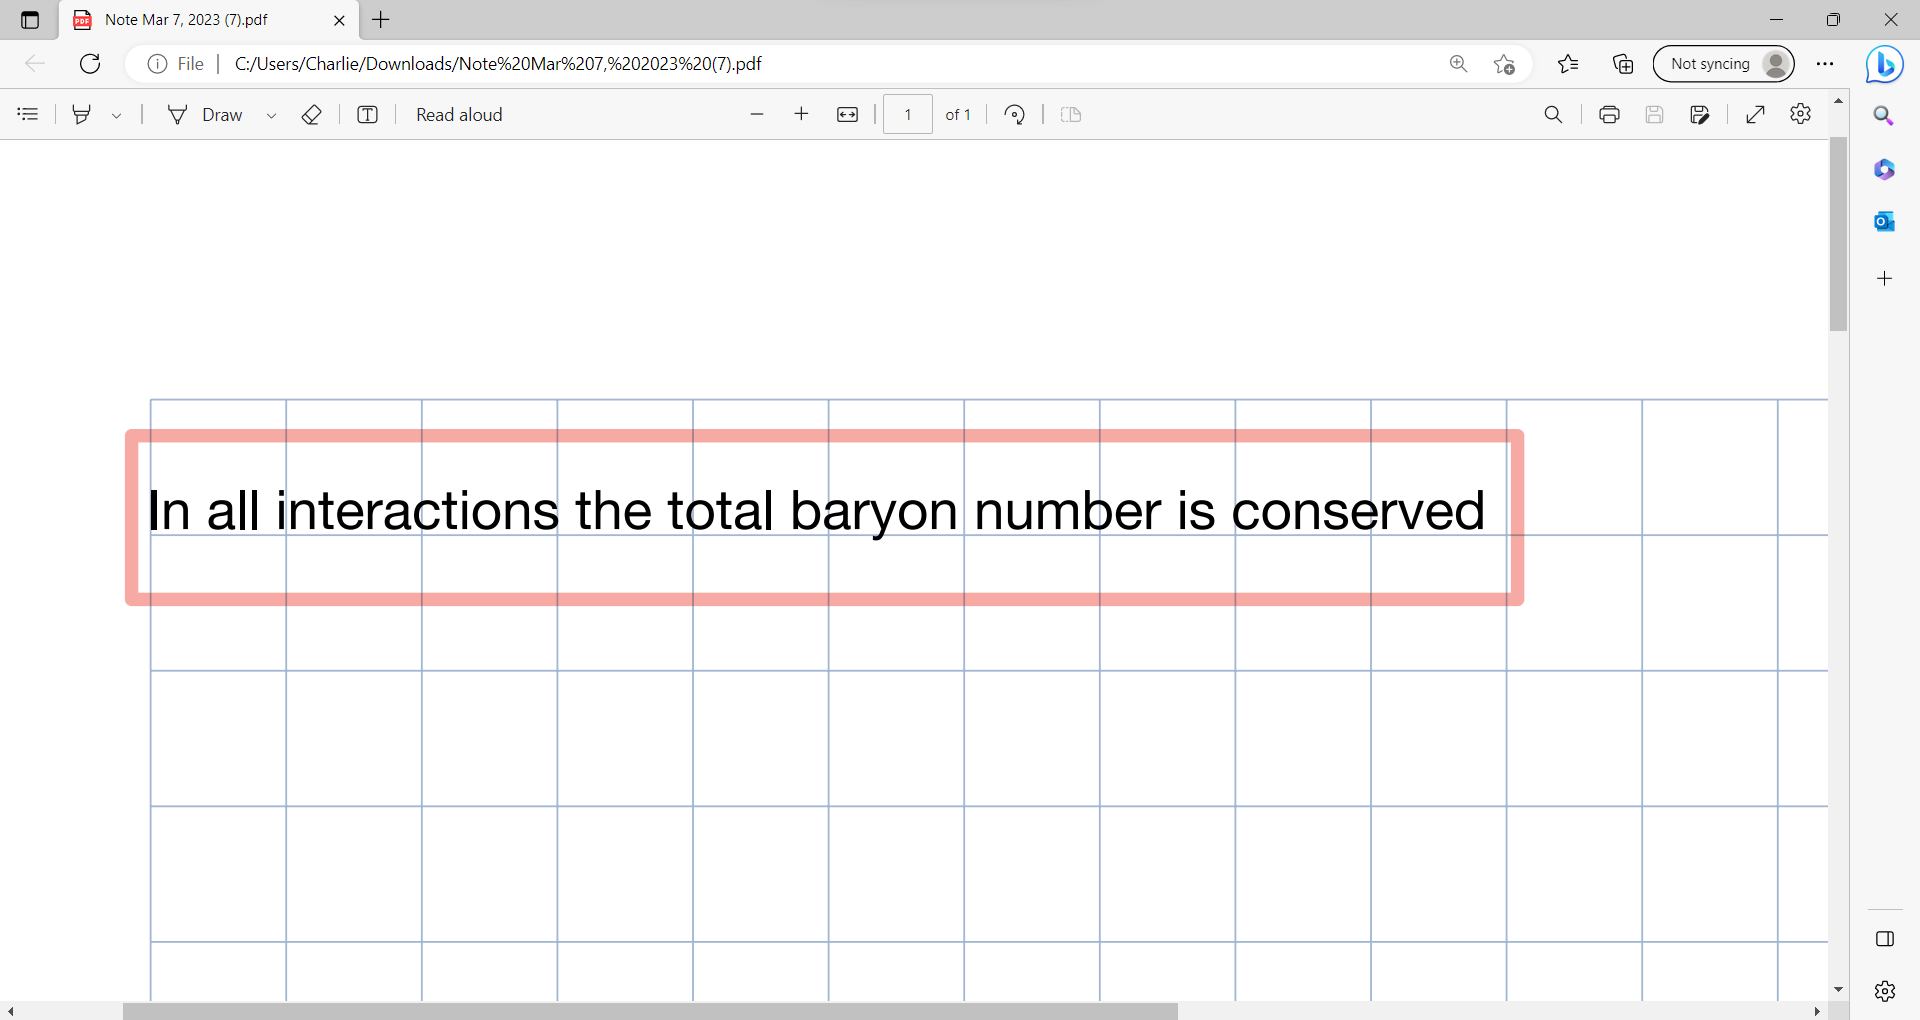 Note Mar 7, 2023 (7).pdf
File C:/Users/Charlie/Downloads/Note%20Mar%207,%202023%20(7).pdf Not syncing
Draw Read aloud 1 of 1
In all interactions the total baryon number is conserved